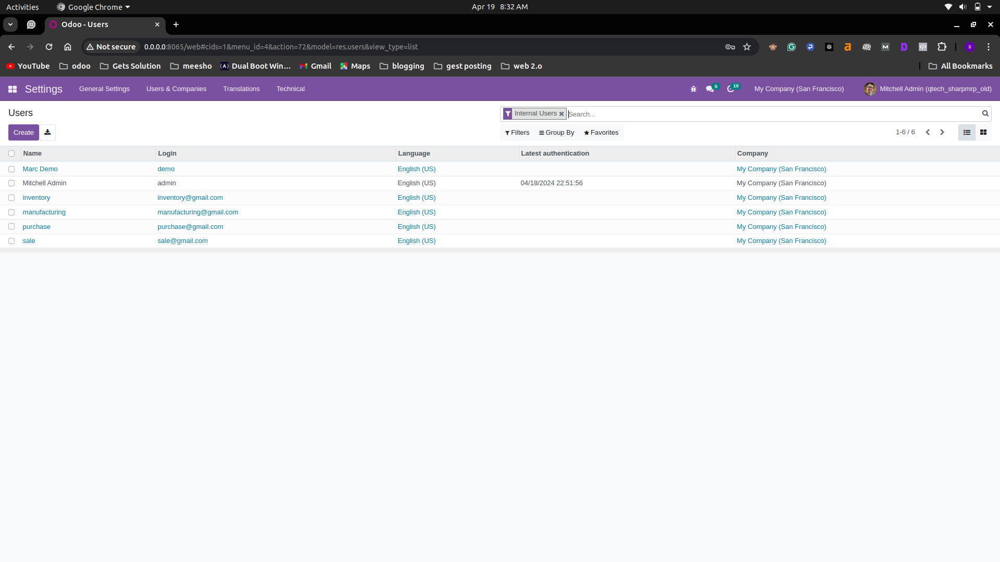 Activities Google Chrome Apr 19 8:32 AM
32 Odoo - Users
Not secure 0.0.0.0:8065/web#cids=1&menu_id=4&action=72&model=res.users&view_type=list
YouTube odoo Gets Solution meesho Dual Boot Win... Gmail Maps blogging gest posting web 2.o All Bookmarks
Settings General Settings Users & Companies Translations Technical 5 10 My Company (San Francisco) Mitchell Admin (qtech_sharpmrp_old)
Users Internal Users Search...
Create Filters Group By Favorites 1-6 / 6
Name Login Language Latest authentication Company
Marc Demo demo English (US) My Company (San Francisco)
Mitchell Admin admin English (US) 04/18/2024 22:51:56 My Company (San Francisco)
inventory inventory@gmail.com English (US) My Company (San Francisco)
manufacturing manufacturing@gmail.com English (US) My Company (San Francisco)
purchase purchase@gmail.com English (US) My Company (San Francisco)
sale sale@gmail.com English (US) My Company (San Francisco)